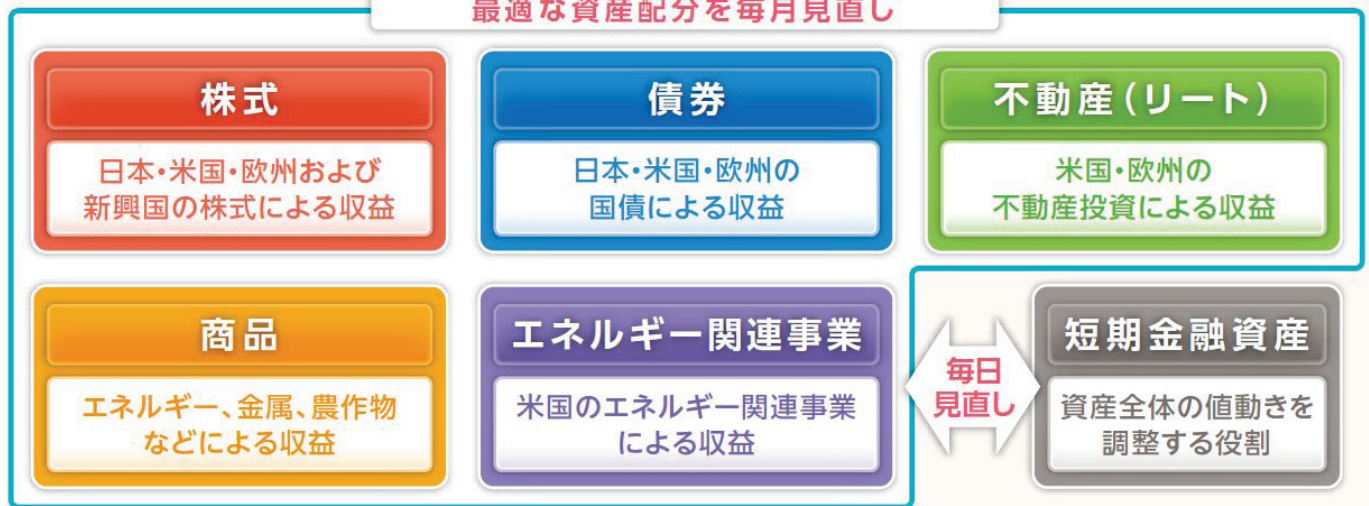 最適な資産配分を毎月見直し
株式
日本・米国・欧州および
新興国の株式による収益
債券
日本・米国・欧州の
国債による収益
不動産(リート)
米国・欧州の
不動産投資による収益
商品
エネルギー、金属、農作物
などによる収益
エネルギー関連事業
米国のエネルギー関連事業
による収益
毎日
見直し
短期金融資産
資産全体の値動きを
調整する役割